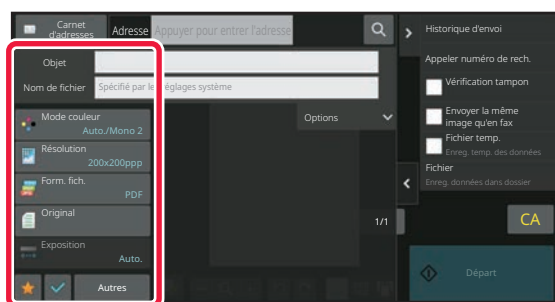 Carnet
d'adresses
Adresse
Appuyer pour entrer l'adresse
Objet
Nom de fichier
Spécifié par les réglages système
Mode couleur
Auto./Mono 2
Résolution
200x200ppp
Form. fich.
PDF
Original
Exposition
Auto.
Autres
Options
1/1
Historique d'envoi
Appeler numéro de rech.
Vérification tampon
Envoyer la même
image qu'en fax
Fichier temp.
Enreg. temp. des données
Fichier
Enreg. données dans dossier
CA
Départ